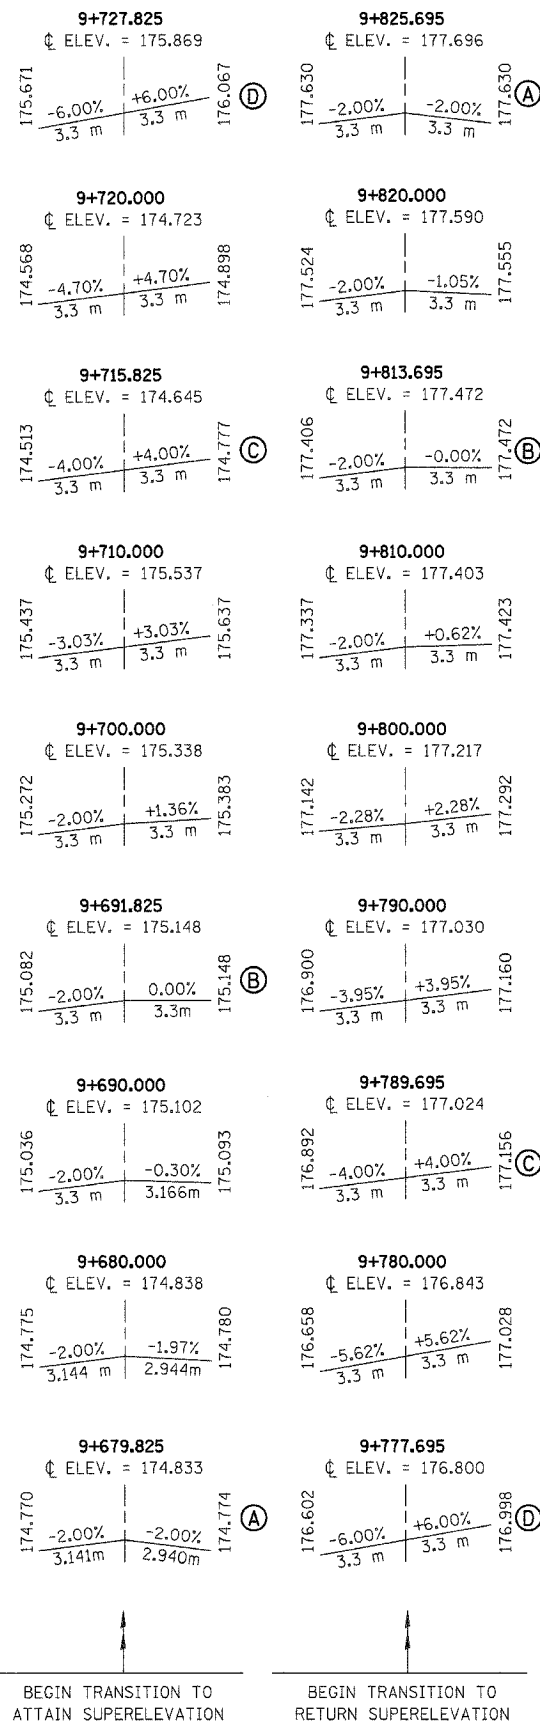 9+727.825
℄ ELEV. = 175.869
175.671
-6.00%
3.3 m
+6.00%
3.3 m
176.067
D
9+720.000
℄ ELEV. = 174.723
174.568
-4.70%
3.3 m
+4.70%
3.3 m
174.898
9+715.825
℄ ELEV. = 174.645
174.513
-4.00%
3.3 m
+4.00%
3.3 m
174.777
C
9+710.000
℄ ELEV. = 175.537
175.437
-3.03%
3.3 m
+3.03%
3.3 m
175.637
9+700.000
℄ ELEV. = 175.338
175.272
-2.00%
3.3 m
+1.36%
3.3 m
175.383
9+691.825
℄ ELEV. = 175.148
175.082
-2.00%
3.3 m
0.00%
3.3m
175.148
B
9+690.000
℄ ELEV. = 175.102
175.036
-2.00%
3.3 m
-0.30%
3.166m
175.093
9+680.000
℄ ELEV. = 174.838
174.775
-2.00%
3.144 m
-1.97%
2.944m
174.780
9+679.825
℄ ELEV. = 174.833
174.770
-2.00%
3.141m
-2.00%
2.940m
174.774
A
BEGIN TRANSITION TO
ATTAIN SUPERELEVATION
9+825.695
℄ ELEV. = 177.696
177.630
-2.00%
3.3 m
-2.00%
3.3 m
177.630
A
9+820.000
℄ ELEV. = 177.590
177.524
-2.00%
3.3 m
-1.05%
3.3 m
177.555
9+813.695
℄ ELEV. = 177.472
177.406
-2.00%
3.3 m
-0.00%
3.3 m
177.472
B
9+810.000
℄ ELEV. = 177.403
177.337
-2.00%
3.3 m
+0.62%
3.3 m
177.423
9+800.000
℄ ELEV. = 177.217
177.142
-2.28%
3.3 m
+2.28%
3.3 m
177.292
9+790.000
℄ ELEV. = 177.030
176.900
-3.95%
3.3 m
+3.95%
3.3 m
177.160
9+789.695
℄ ELEV. = 177.024
176.892
-4.00%
3.3 m
+4.00%
3.3 m
177.156
C
9+780.000
℄ ELEV. = 176.843
176.658
-5.62%
3.3 m
+5.62%
3.3 m
177.028
9+777.695
℄ ELEV. = 176.800
176.602
-6.00%
3.3 m
+6.00%
3.3 m
176.998
D
BEGIN TRANSITION TO
RETURN SUPERELEVATION